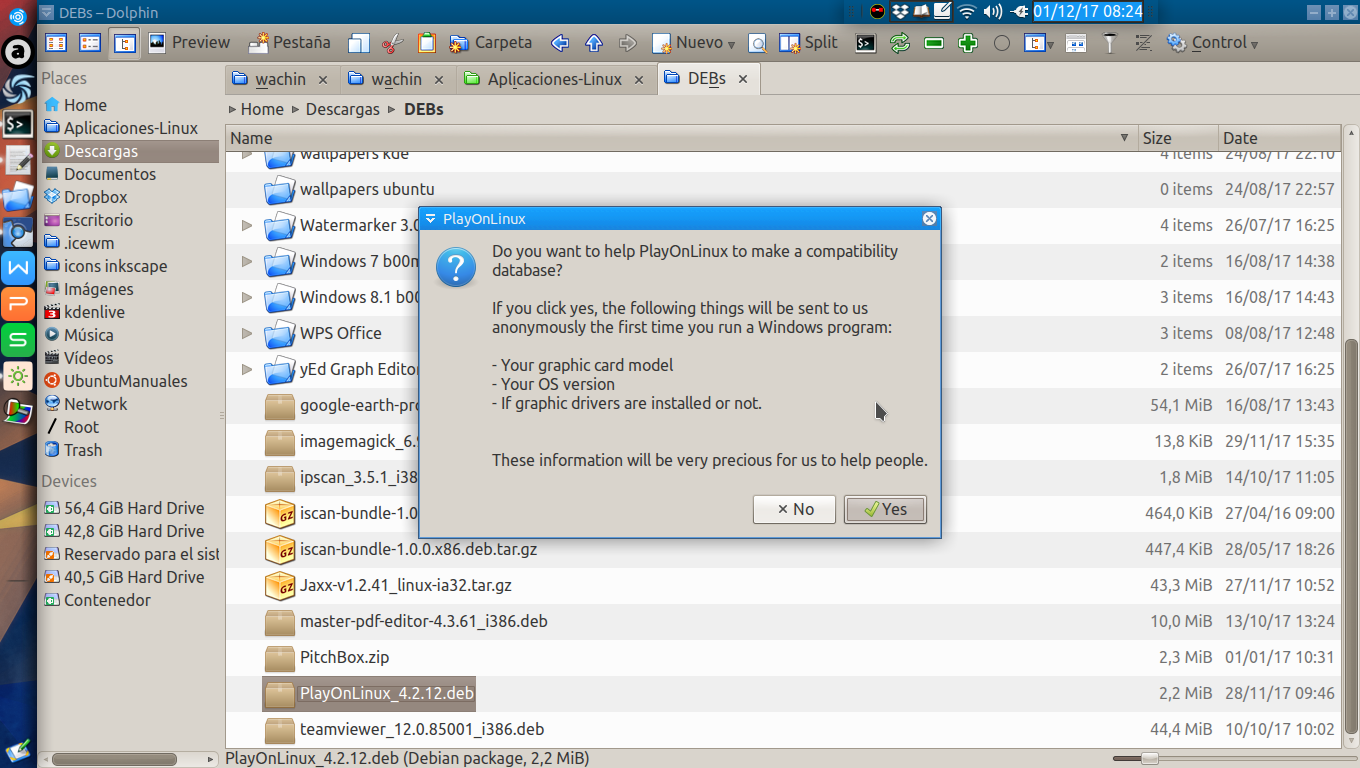 DEBs – Dolphin
01/12/17 08:24
Preview
Pestaña
Carpeta
Nuevo
Split
Control
Places
Home
Aplicaciones-Linux
Descargas
Documentos
Dropbox
Escritorio
.icewm
icons inkscape
Imágenes
kdenlive
Música
Vídeos
UbuntuManuales
Network
Root
Trash
Devices
56,4 GiB Hard Drive
42,8 GiB Hard Drive
Reservado para el sist
40,5 GiB Hard Drive
Contenedor
wachin
wachin
Aplicaciones-Linux
DEBs
Home
Descargas
DEBs
Name Size Date
wallpapers kde 4 items 24/08/17 22:10
wallpapers ubuntu 0 items 24/08/17 22:57
Watermarker 3.0 4 items 26/07/17 16:25
Windows 7 2 items 16/08/17 14:38
Windows 8.1 3 items 16/08/17 14:43
WPS Office 3 items 08/08/17 12:48
yEd Graph Edito 2 items 26/07/17 16:25
google-earth-pro 54,1 MiB 16/08/17 13:43
imagemagick_6.9 13,8 KiB 29/11/17 15:35
ipscan_3.5.1_i38 1,8 MiB 14/10/17 11:05
iscan-bundle-1.0 464,0 KiB 27/04/16 09:00
iscan-bundle-1.0.0.x86.deb.tar.gz 447,4 KiB 28/05/17 18:26
Jaxx-v1.2.41_linux-ia32.tar.gz 43,3 MiB 27/11/17 10:52
master-pdf-editor-4.3.61_i386.deb 10,0 MiB 13/10/17 13:24
PitchBox.zip 2,3 MiB 01/01/17 10:31
PlayOnLinux_4.2.12.deb 2,2 MiB 28/11/17 09:46
teamviewer_12.0.85001_i386.deb 44,4 MiB 10/10/17 10:02
PlayOnLinux_4.2.12.deb (Debian package, 2,2 MiB)
PlayOnLinux
Do you want to help PlayOnLinux to make a compatibility
database?
If you click yes, the following things will be sent to us
anonymously the first time you run a Windows program:
- Your graphic card model
- Your OS version
- If graphic drivers are installed or not.
These information will be very precious for us to help people.
No
Yes